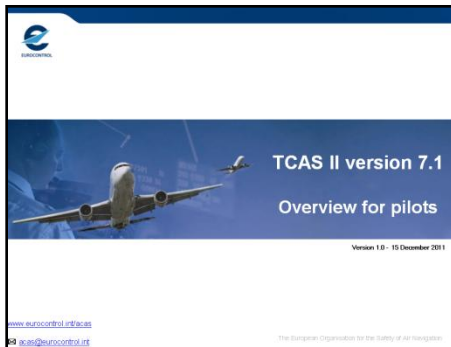 EUROCONTROL
TCAS II version 7.1
Overview for pilots
Version 1.0 - 15 December 2011
www.eurocontrol.int/acas
acas@eurocontrol.int
The European Organisation for the Safety of Air Navigation